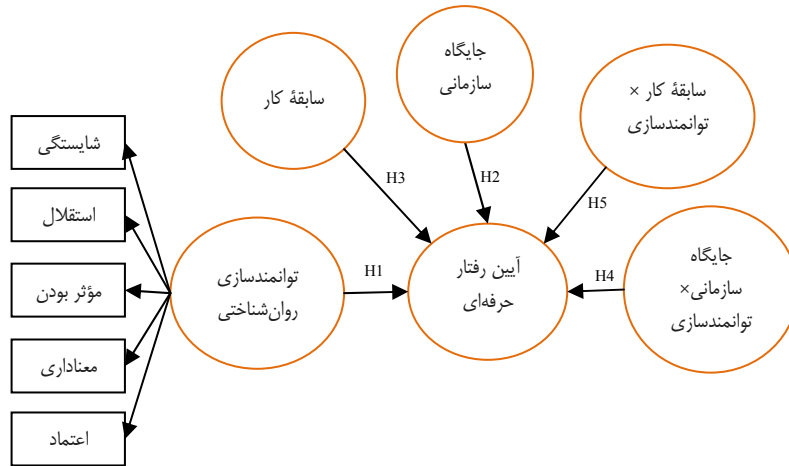 جایگاه
سازمانی
سابقهٔ کار
سابقهٔ کار ×
توانمندسازی
H3
H2
H5
شایستگی
استقلال
مؤثر بودن
معناداری
اعتماد
توانمندسازی
روان‌شناختی
H1
آیین رفتار
حرفه‌ای
H4
جایگاه
سازمانی×
توانمندسازی